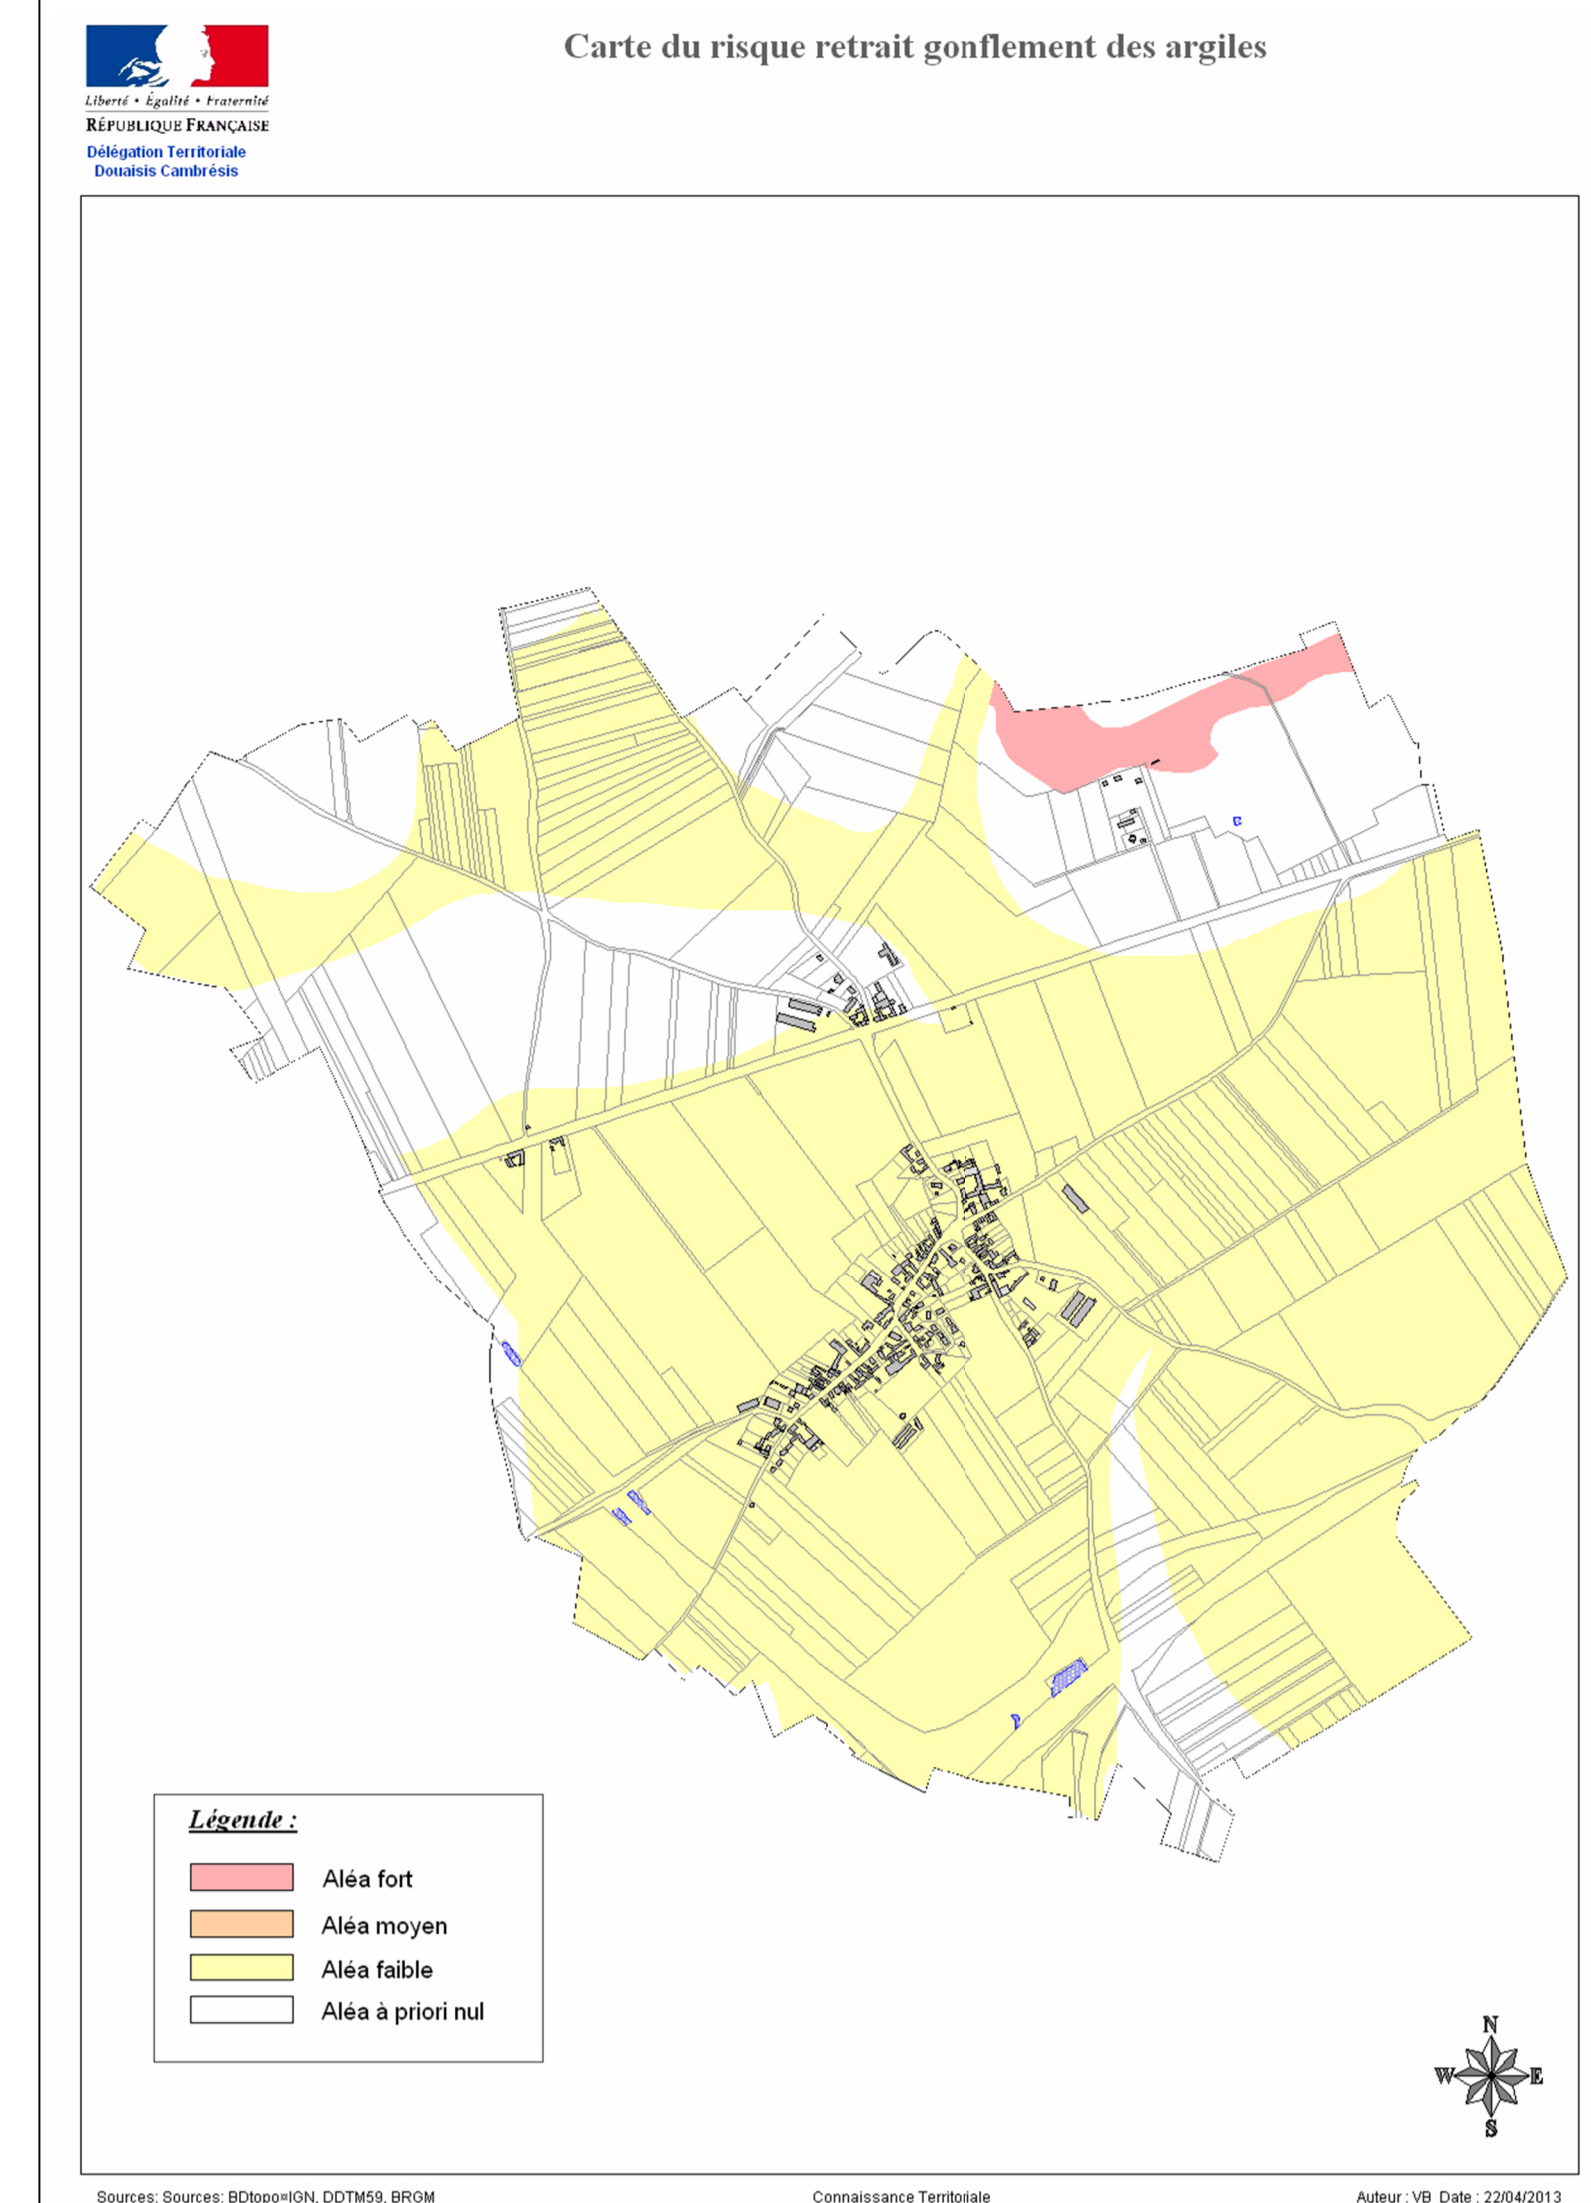 Carte du risque retrait gonflement des argiles
Liberté • Égalité • Fraternité
RÉPUBLIQUE FRANÇAISE
Délégation Territoriale
Douaisis Cambrésis
Légende :
Aléa fort
Aléa moyen
Aléa faible
Aléa à priori nul
N
W E
S
Sources: Sources: BDtopo¤IGN, DDTM59, BRGM
Connaissance Territoriale
Auteur : VB Date : 22/04/2013